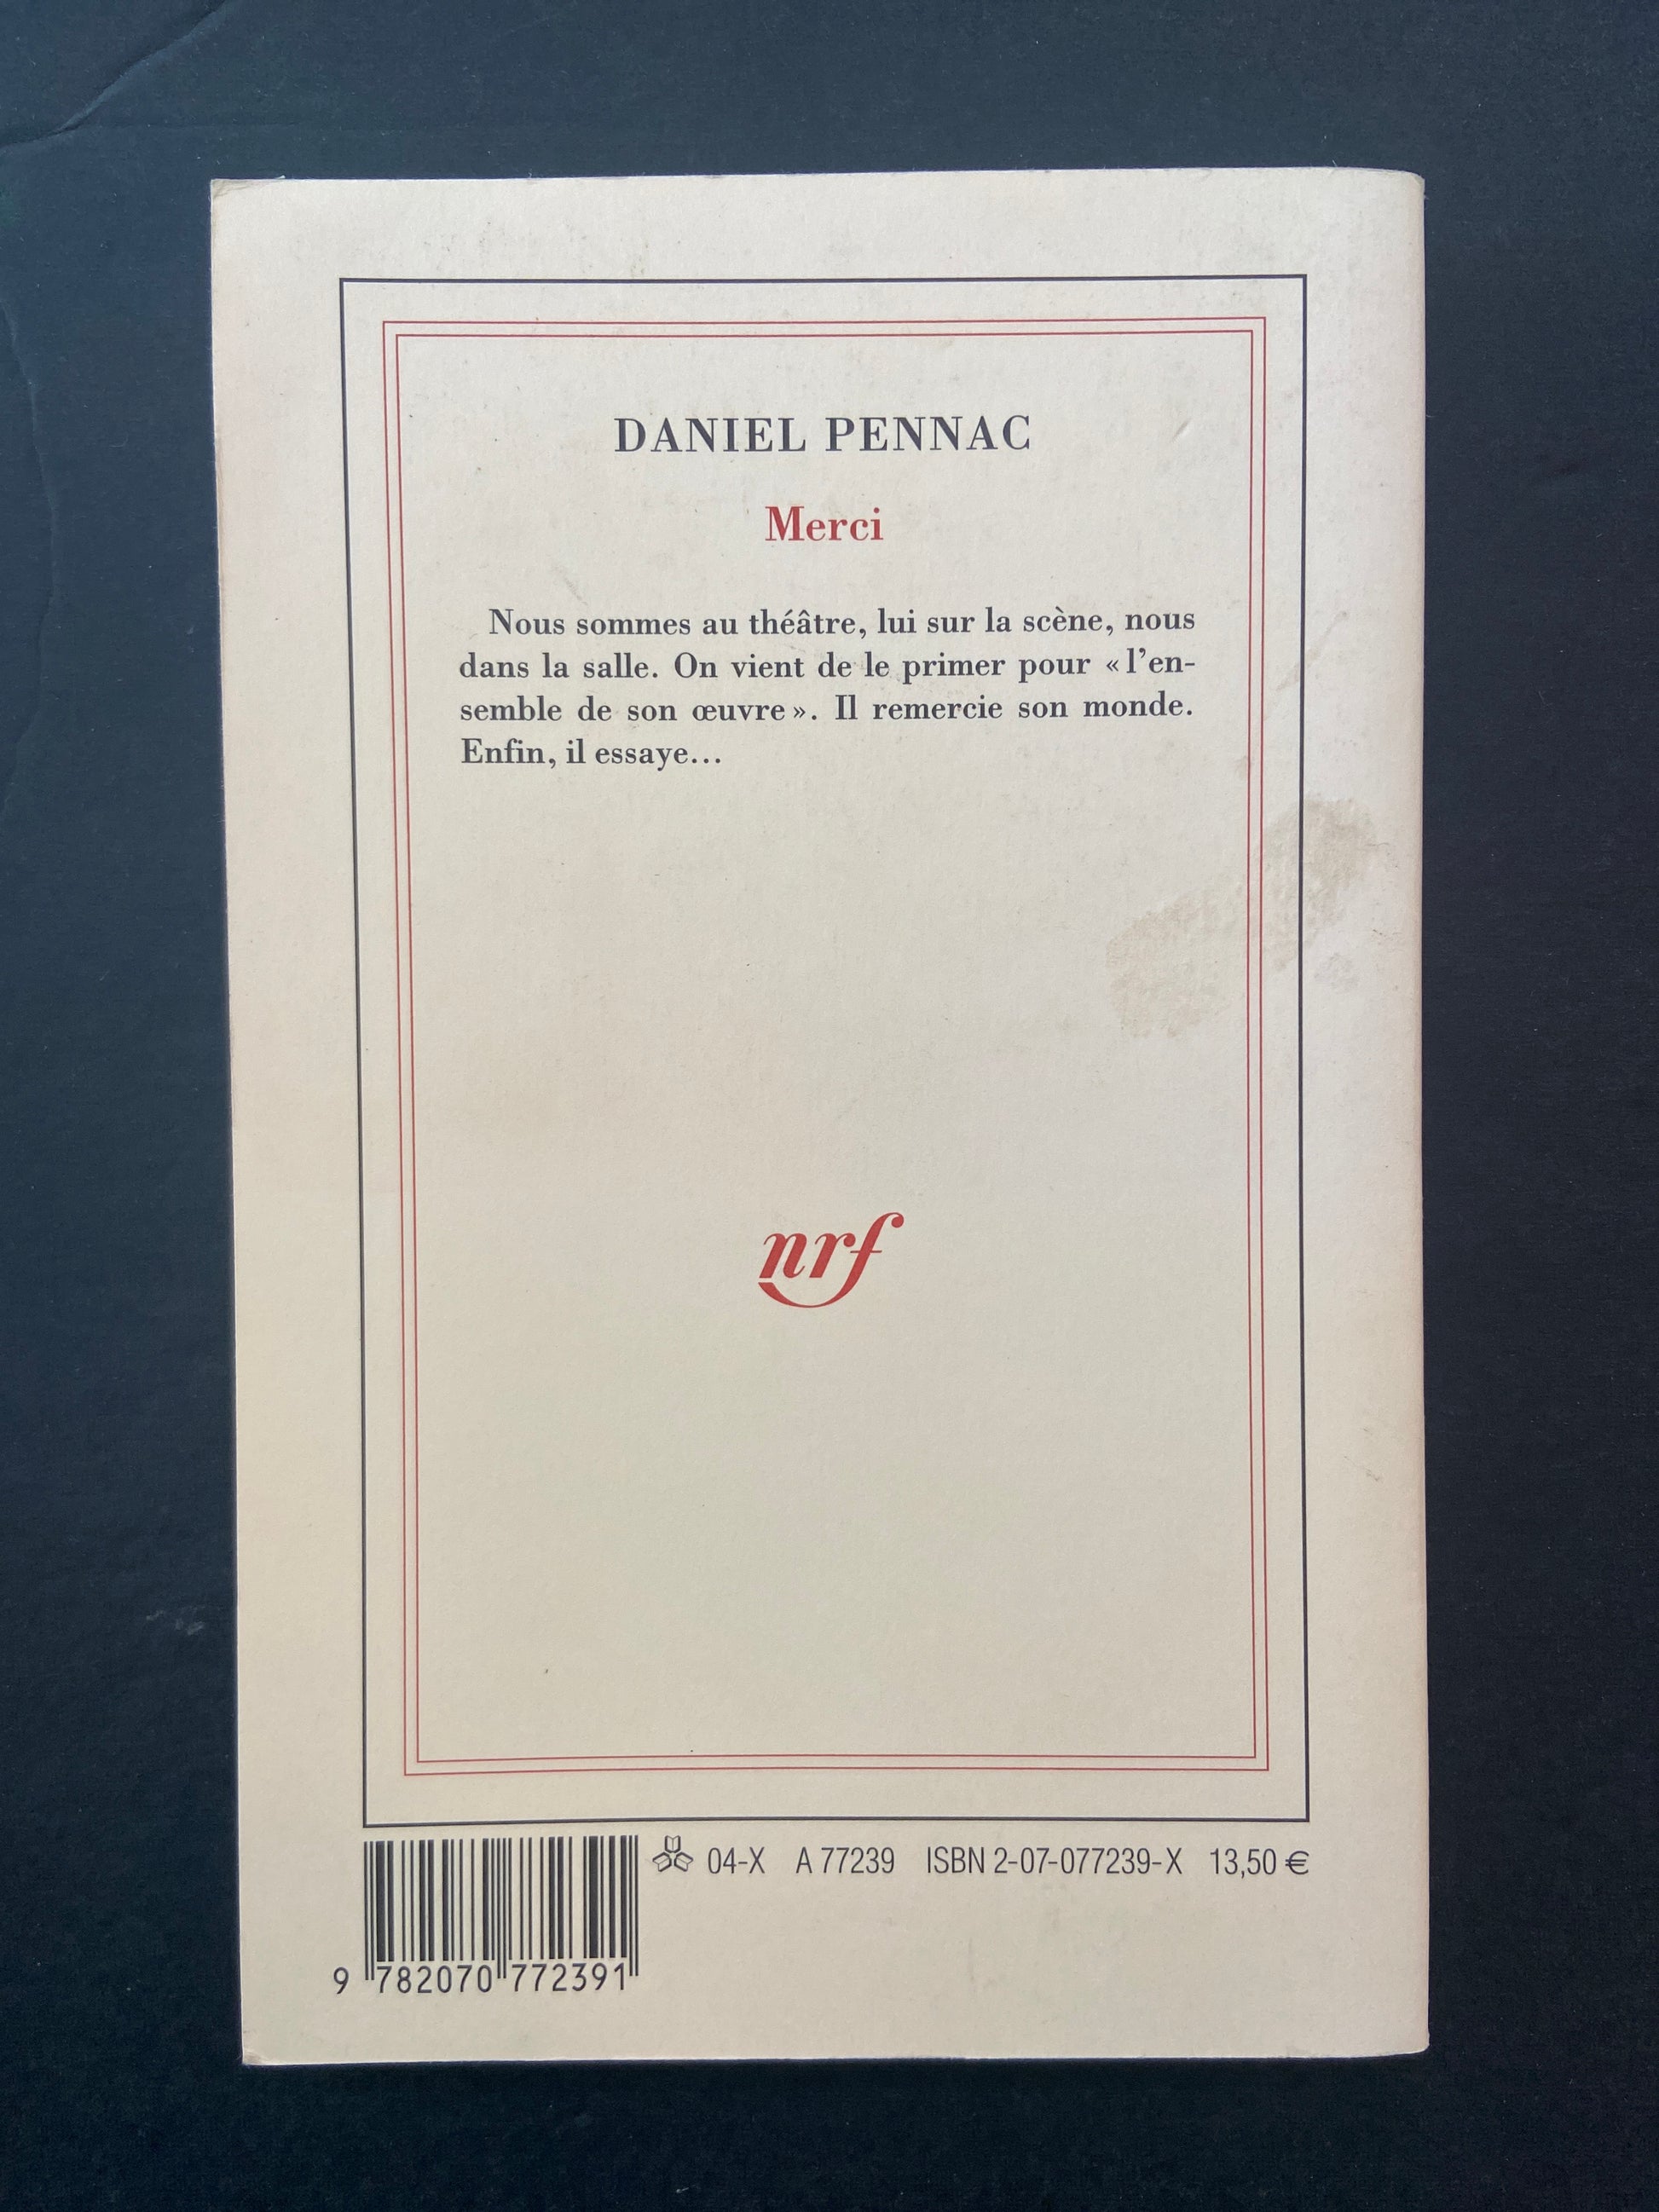 DANIEL PENNAC
Merci
Nous sommes au théâtre, lui sur la scène, nous
dans la salle. On vient de le primer pour « l’en-
semble de son œuvre ». Il remercie son monde.
Enfin, il essaye…
nrf
04-X A 77239 ISBN 2-07-077239-X 13,50 €
9 782070 772391